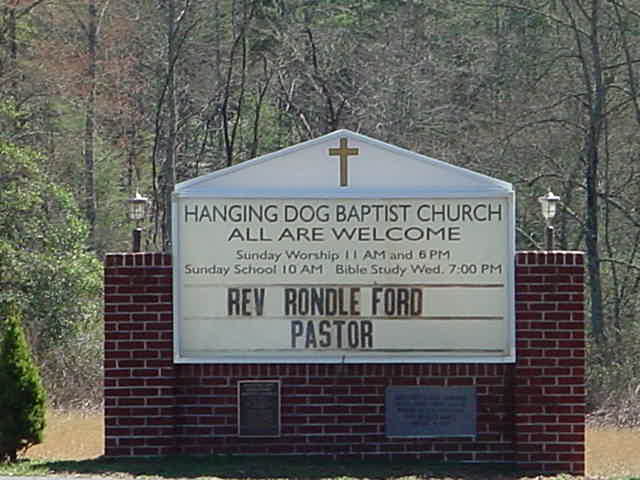 HANGING DOG BAPTIST CHURCH
ALL ARE WELCOME
Sunday Worship 11 AM and 6 PM
Sunday School 10 AM Bible Study Wed. 7:00 PM
REV RONDLE FORD
PASTOR